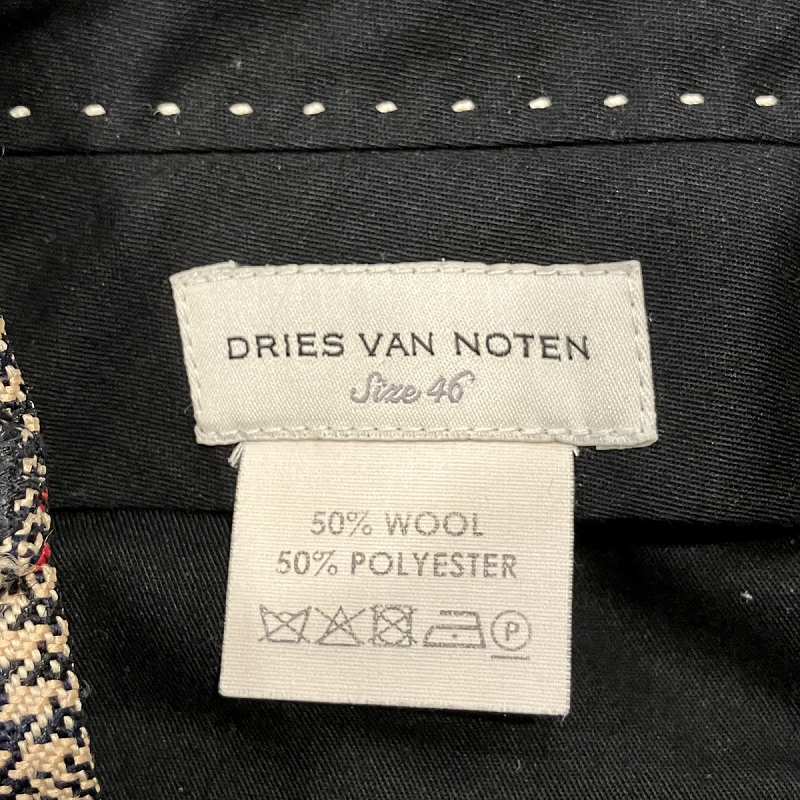 DRIES VAN NOTEN
Size 46
50% WOOL
50% POLYESTER
P